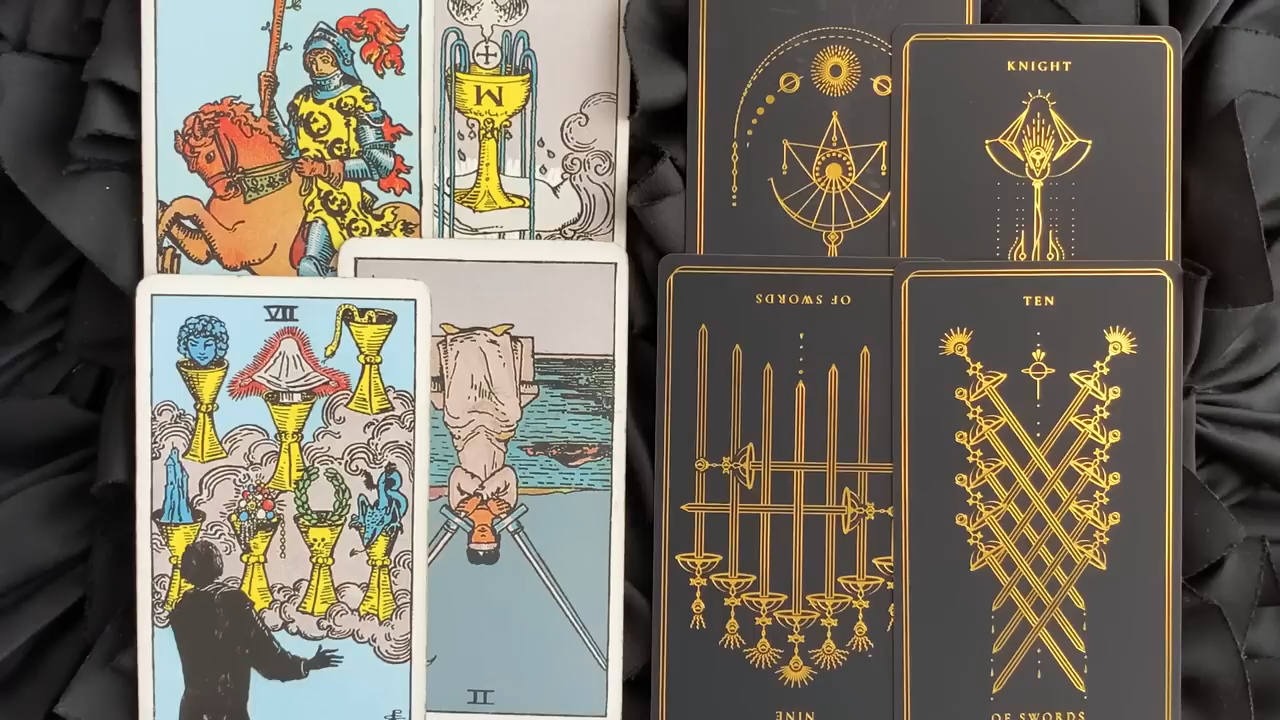 VII
II
KNIGHT
OF SWORDS
NINE
TEN
OF SWORDS